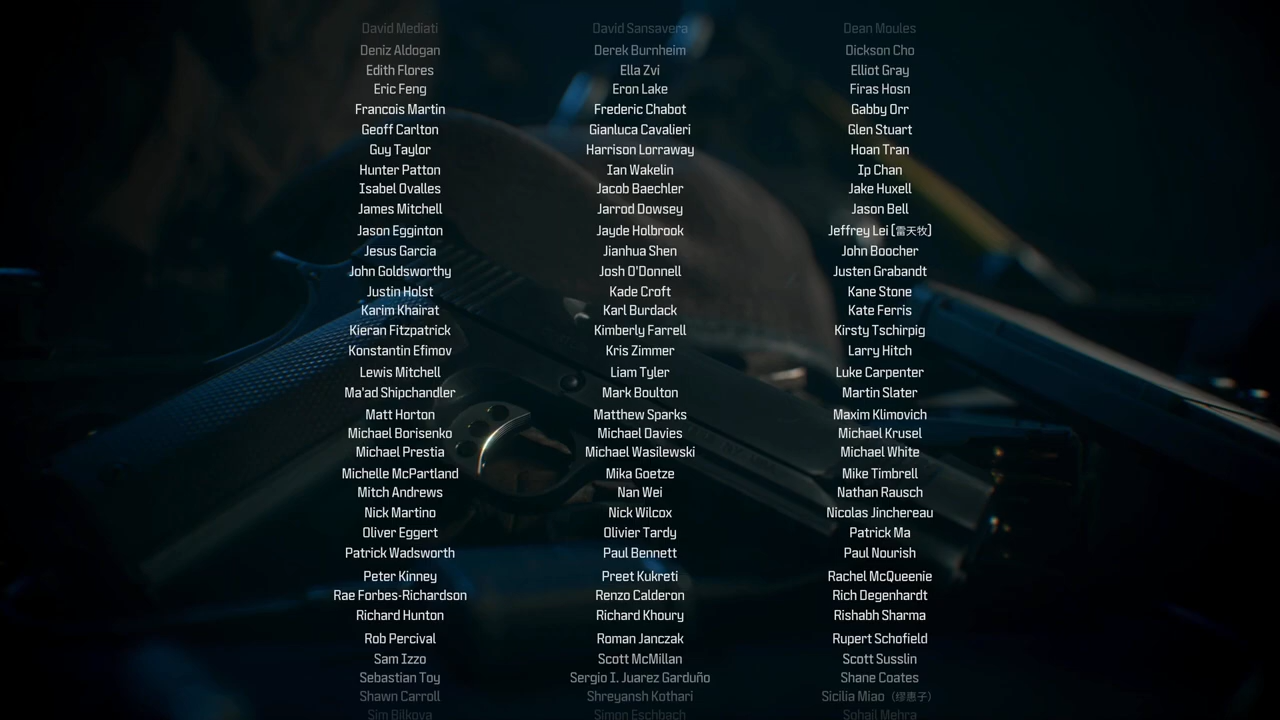 David Mediati David Sansavera Dean Moules
Deniz Aldogan Derek Burnheim Dickson Cho
Edith Flores Ella Zvi Elliot Gray
Eric Feng Eron Lake Firas Hosn
Francois Martin Frederic Chabot Gabby Orr
Geoff Carlton Gianluca Cavalieri Glen Stuart
Guy Taylor Harrison Lorraway Hoan Tran
Hunter Patton Ian Wakelin Ip Chan
Isabel Ovalles Jacob Baechler Jake Huxell
James Mitchell Jarrod Dowsey Jason Bell
Jason Egginton Jayde Holbrook Jeffrey Lei [雷天牧]
Jesus Garcia Jianhua Shen John Boocher
John Goldsworthy Josh O'Donnell Justen Grabandt
Justin Holst Kade Croft Kane Stone
Karim Khairat Karl Burdack Kate Ferris
Kieran Fitzpatrick Kimberly Farrell Kirsty Tschirpig
Konstantin Efimov Kris Zimmer Larry Hitch
Lewis Mitchell Liam Tyler Luke Carpenter
Ma'ad Shipchandler Mark Boulton Martin Slater
Matt Horton Matthew Sparks Maxim Klimovich
Michael Borisenko Michael Davies Michael Krusel
Michael Prestia Michael Wasilewski Michael White
Michelle McPartland Mika Goetze Mike Timbrell
Mitch Andrews Nan Wei Nathan Rausch
Nick Martino Nick Wilcox Nicolas Jinchereau
Oliver Eggert Olivier Tardy Patrick Ma
Patrick Wadsworth Paul Bennett Paul Nourish
Peter Kinney Preet Kukreti Rachel McQueenie
Rae Forbes-Richardson Renzo Calderon Rich Degenhardt
Richard Hunton Richard Khoury Rishabh Sharma
Rob Percival Roman Janczak Rupert Schofield
Sam Izzo Scott McMillan Scott Susslin
Sebastian Toy Sergio I. Juarez Garduño Shane Coates
Shawn Carroll Shreyansh Kothari Sicilia Miao（缪惠子）
Sim Bilkova Simon Eschbach Sohail Mehra